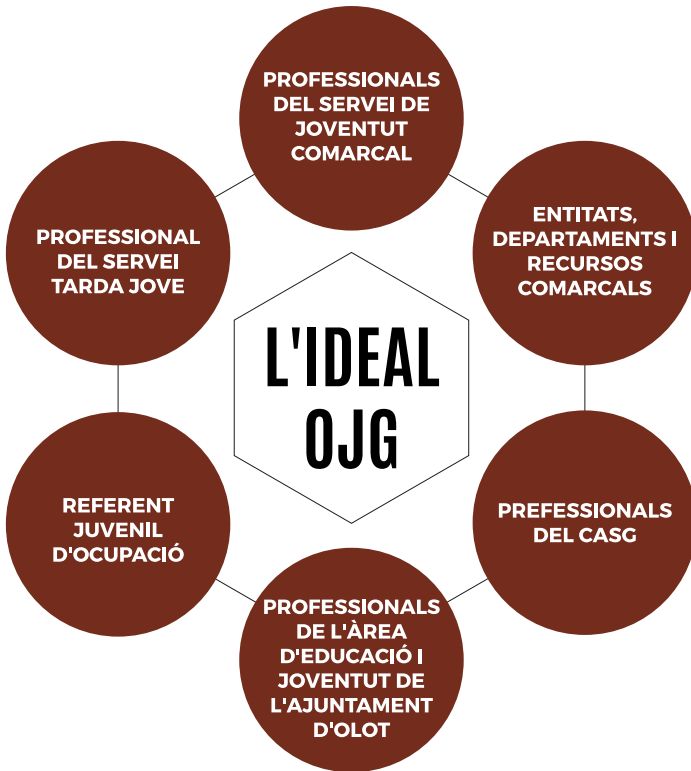 PROFESSIONALS
DEL SERVEI DE
JOVENTUT
COMARCAL
ENTITATS,
DEPARTAMENTS I
RECURSOS
COMARCALS
PROFESSIONAL
DEL SERVEI
TARDA JOVE
L'IDEAL
OJG
REFERENT
JUVENIL
D'OCUPACIÓ
PREFESSIONALS
DEL CASG
PROFESSIONALS
DE L'ÀREA
D'EDUCACIÓ I
JOVENTUT DE
L'AJUNTAMENT
D'OLOT